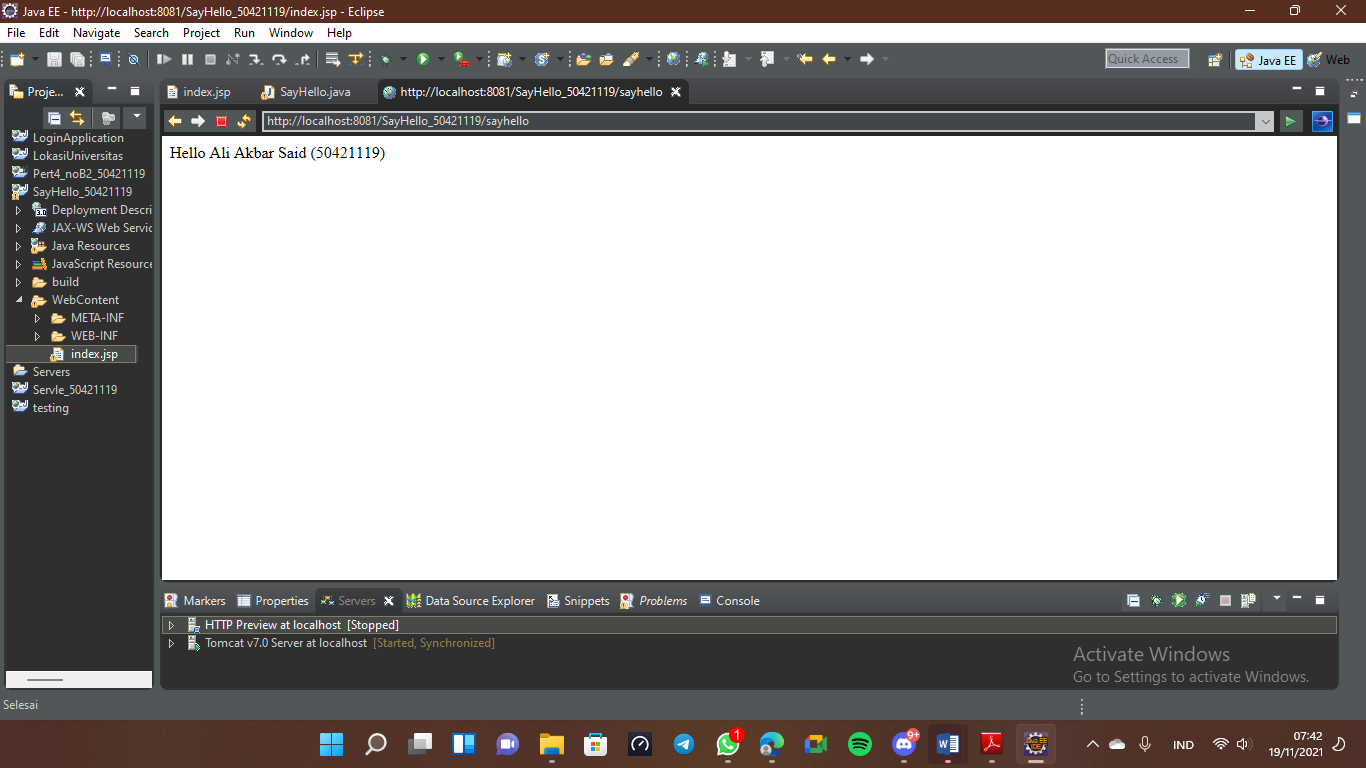 Java EE - http://localhost:8081/SayHello_50421119/index.jsp - Eclipse
File Edit Navigate Search Project Run Window Help
Quick Access Java EE Web
Proje...
index.jsp SayHello.java http://localhost:8081/SayHello_50421119/sayhello
http://localhost:8081/SayHello_50421119/sayhello
LoginApplication
LokasiUniversitas
Pert4_noB2_50421119
SayHello_50421119
Deployment Descri
JAX-WS Web Servic
Java Resources
JavaScript Resource
build
WebContent
META-INF
WEB-INF
index.jsp
Servers
Servle_50421119
testing
Hello Ali Akbar Said (50421119)
Markers Properties Servers Data Source Explorer Snippets Problems Console
HTTP Preview at localhost [Stopped]
Tomcat v7.0 Server at localhost [Started, Synchronized]
Activate Windows
Go to Settings to activate Windows.
Selesai
1
9+
IND
07:42
19/11/2021